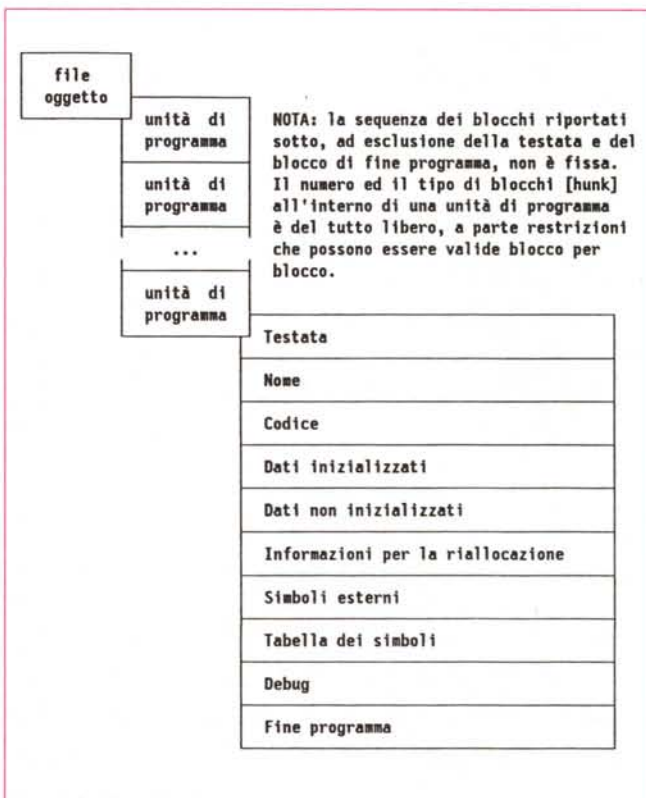 file
oggetto
unità di
programma
unità di
programma
...
unità di
programma
NOTA: la sequenza dei blocchi riportati
sotto, ad esclusione della testata e del
blocco di fine programma, non è fissa.
Il numero ed il tipo di blocchi [hunk]
all'interno di una unità di programma
è del tutto libero, a parte restrizioni
che possono essere valide blocco per
blocco.
Testata
Nome
Codice
Dati inizializzati
Dati non inizializzati
Informazioni per la riallocazione
Simboli esterni
Tabella dei simboli
Debug
Fine programma